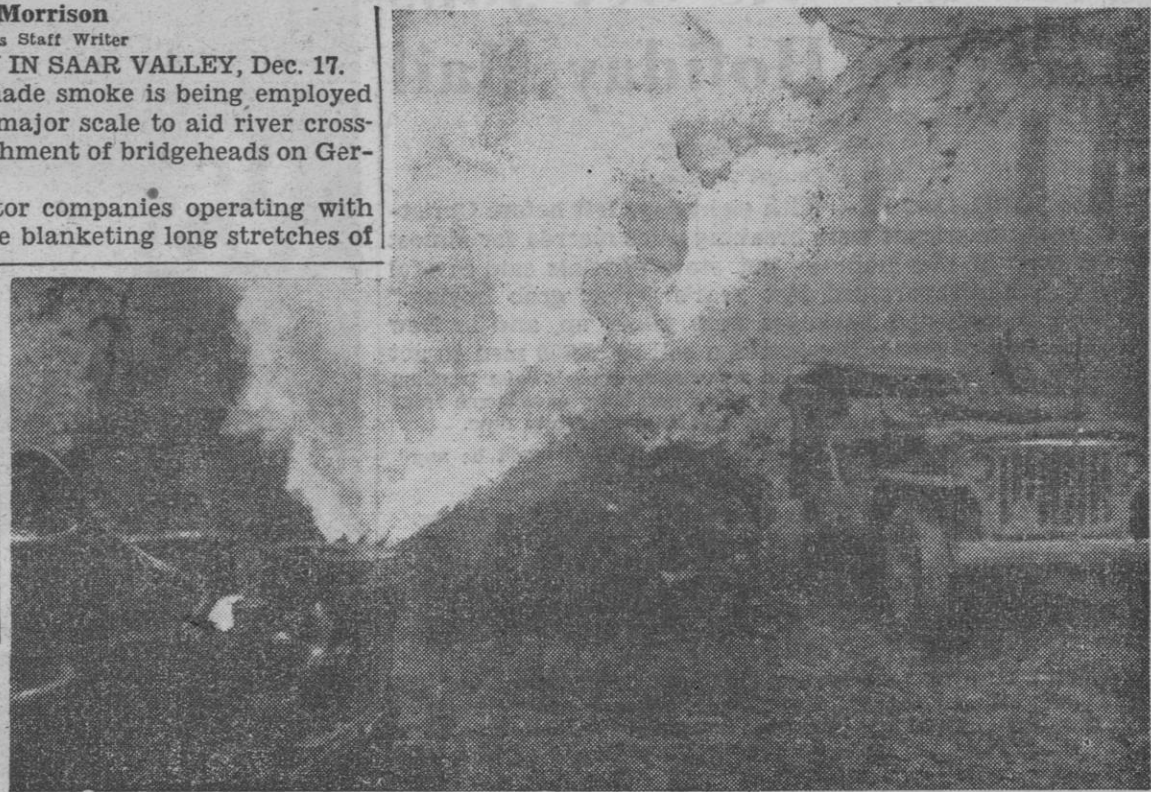 Morrison
s Staff Writer
IN SAAR VALLEY, Dec. 17.
ade smoke is being employed
major scale to aid river cross-
hment of bridgeheads on Ger-
tor companies operating with
e blanketing long stretches of